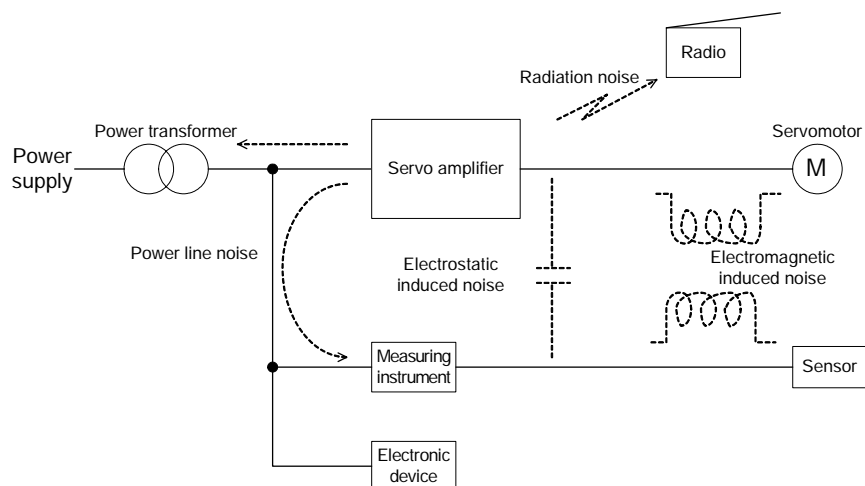 Radio
Radiation noise
Power transformer
Servomotor
Power
supply
Servo amplifier
M
Power line noise
Electrostatic
induced noise
Electromagnetic
induced noise
Measuring
instrument
Sensor
Electronic
device